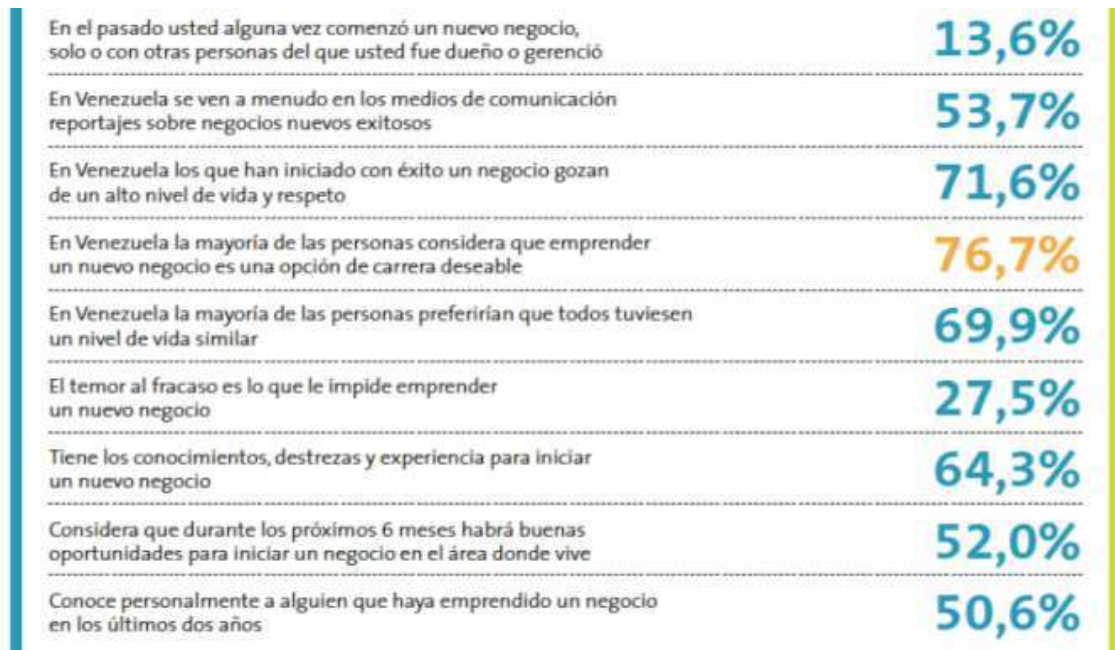 En el pasado usted alguna vez comenzó un nuevo negocio,
solo o con otras personas del que usted fue dueño o gerenció
13,6%
En Venezuela se ven a menudo en los medios de comunicación
reportajes sobre negocios nuevos exitosos
53,7%
En Venezuela los que han iniciado con éxito un negocio gozan
de un alto nivel de vida y respeto
71,6%
En Venezuela la mayoría de las personas considera que emprender
un nuevo negocio es una opción de carrera deseable
76,7%
En Venezuela la mayoría de las personas preferirían que todos tuviesen
un nivel de vida similar
69,9%
El temor al fracaso es lo que le impide emprender
un nuevo negocio
27,5%
Tiene los conocimientos, destrezas y experiencia para iniciar
un nuevo negocio
64,3%
Considera que durante los próximos 6 meses habrá buenas
oportunidades para iniciar un negocio en el área donde vive
52,0%
Conoce personalmente a alguien que haya emprendido un negocio
en los últimos dos años
50,6%